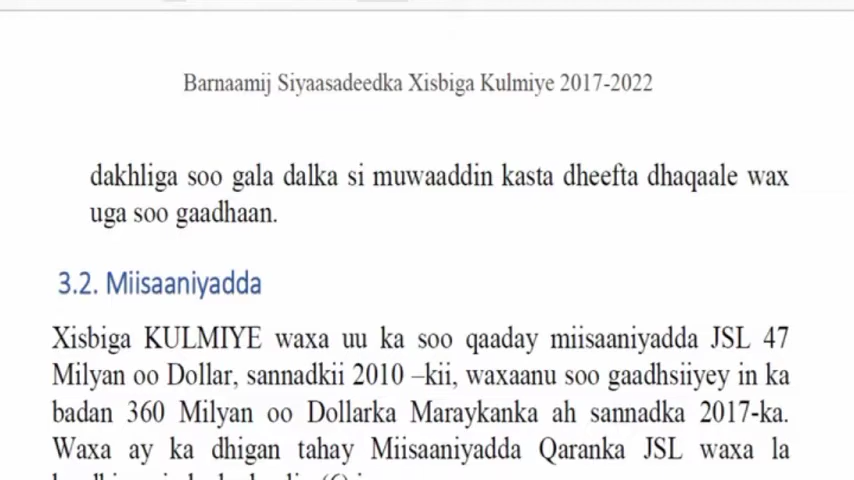 Barnaamij Siyaasadeedka Xisbiga Kulmiye 2017-2022
dakhliga soo gala dalka si muwaaddin kasta dheefta dhaqaale wax
uga soo gaadhaan.
3.2. Miisaaniyadda
Xisbiga KULMIYE waxa uu ka soo qaaday miisaaniyadda JSL 47
Milyan oo Dollar, sannadkii 2010 –kii, waxaanu soo gaadhsiiyey in ka
badan 360 Milyan oo Dollarka Maraykanka ah sannadka 2017-ka.
Waxa ay ka dhigan tahay Miisaaniyadda Qaranka JSL waxa la